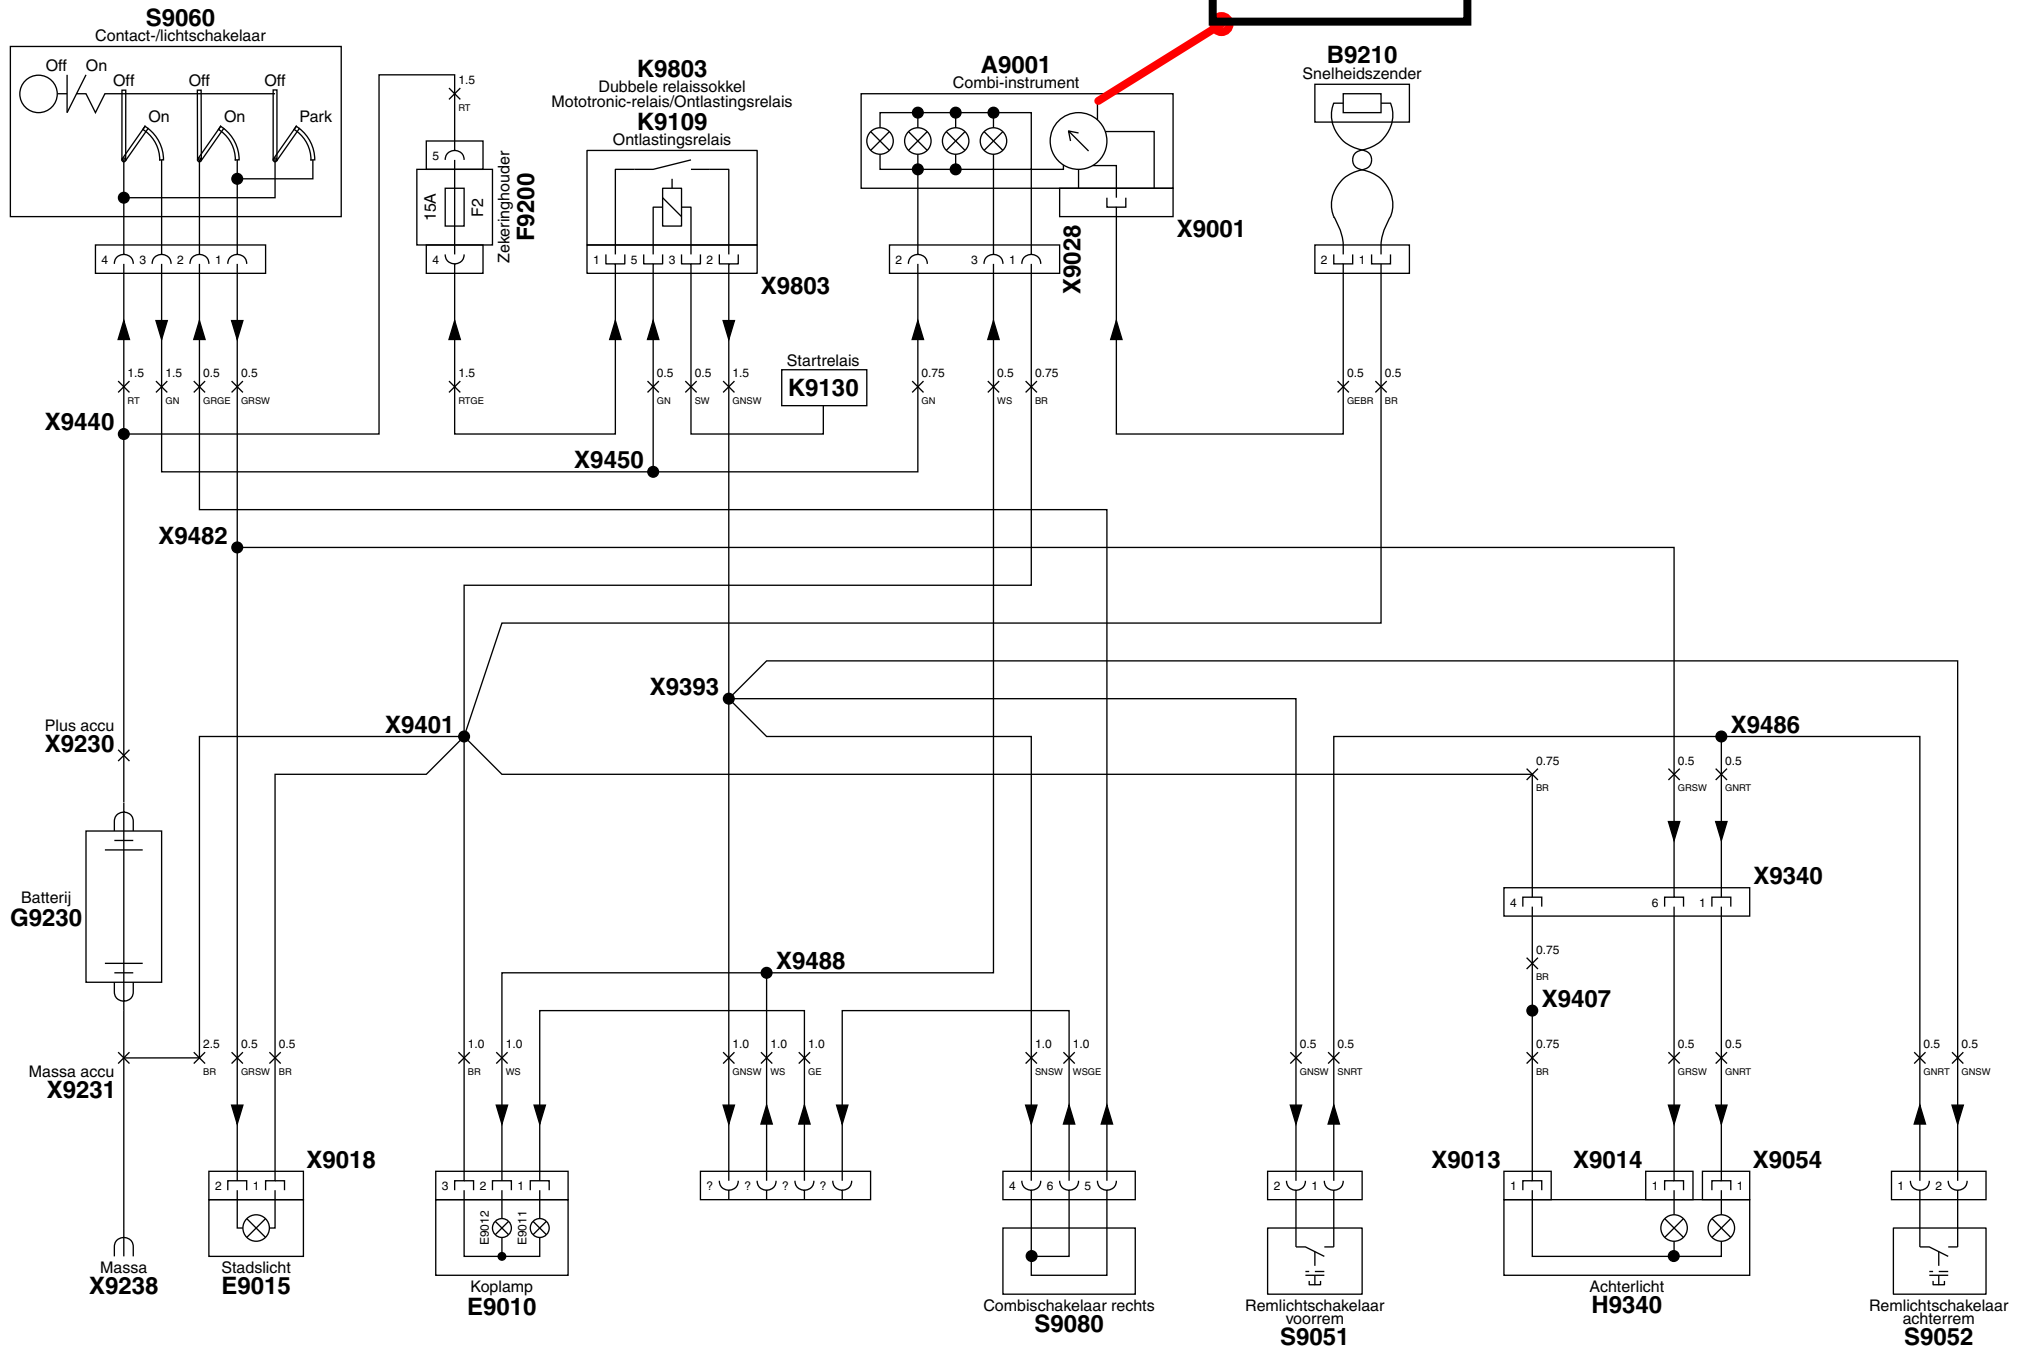 S9060
Contact-/lichtschakelaar
Off On
Off Off Off
On On Park
4 3 2 1
1.5 RT
5
15A F2
4
Zekeringhouder
F9200
K9803
Dubbele relaissokkel
Mototronic-relais/Ontlastingsrelais
K9109
Ontlastingsrelais
1 5 3 2
X9803
A9001
Combi-instrument
X9001
2 3 1
X9028
B9210
Snelheidszender
2 1
Startrelais
K9130
1.5 1.5 0.5 0.5
RT GN GRGE GRSW
1.5
RTGE
0.5 0.5 1.5
GN SW GNSW
0.75 0.5 0.75
GN WS BR
0.5 0.5
GEBR BR
X9440
X9450
X9482
X9393
X9401
X9486
Plus accu
X9230
0.75 0.5 0.5
BR GRSW GNRT
X9340
4 6 1
Batterij
G9230
X9488
0.75
BR
X9407
Massa accu
X9231
2.5 0.5 0.5
BR GRSW BR
1.0 1.0
BR WS
1.0 1.0 1.0
GNSW WS GE
1.0 1.0
SNSW WSGE
0.5 0.5
GNSW SNRT
0.75 0.5 0.5
BR GRSW GNRT
0.5 0.5
GNRT GNSW
X9018
2 1
3 2 1
E9012 E9011
? ? ? ?
4 6 5
2 1
X9013 X9014 X9054
1 1 1
1 2
Massa
X9238
Stadslicht
E9015
Koplamp
E9010
Combischakelaar rechts
S9080
Remlichtschakelaar
voorrem
S9051
Achterlicht
H9340
Remlichtschakelaar
achterrem
S9052